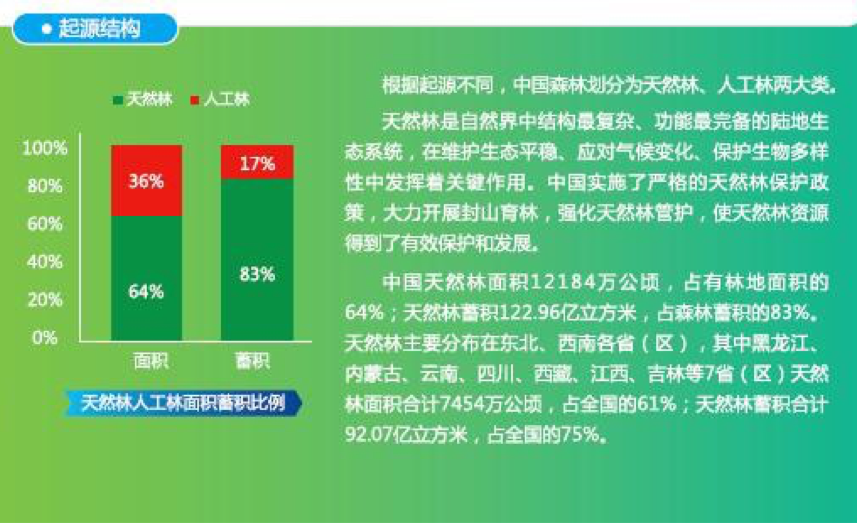 起源结构
天然林 人工林
100%
80%
60%
40%
20%
0%
36%
64%
17%
83%
面积 蓄积
天然林人工林面积蓄积比例
根据起源不同，中国森林划分为天然林、人工林两大类。
天然林是自然界中结构最复杂、功能最完备的陆地生
态系统，在维护生态平稳、应对气候变化、保护生物多样
性中发挥着关键作用。中国实施了严格的天然林保护政
策，大力开展封山育林，强化天然林管护，使天然林资源
得到了有效保护和发展。
中国天然林面积12184万公顷，占有林地面积的
64%；天然林蓄积122.96亿立方米，占森林蓄积的83%。
天然林主要分布在东北、西南各省（区），其中黑龙江、
内蒙古、云南、四川、西藏、江西、吉林等7省（区）天然
林面积合计7454万公顷，占全国的61%；天然林蓄积合计
92.07亿立方米，占全国的75%。